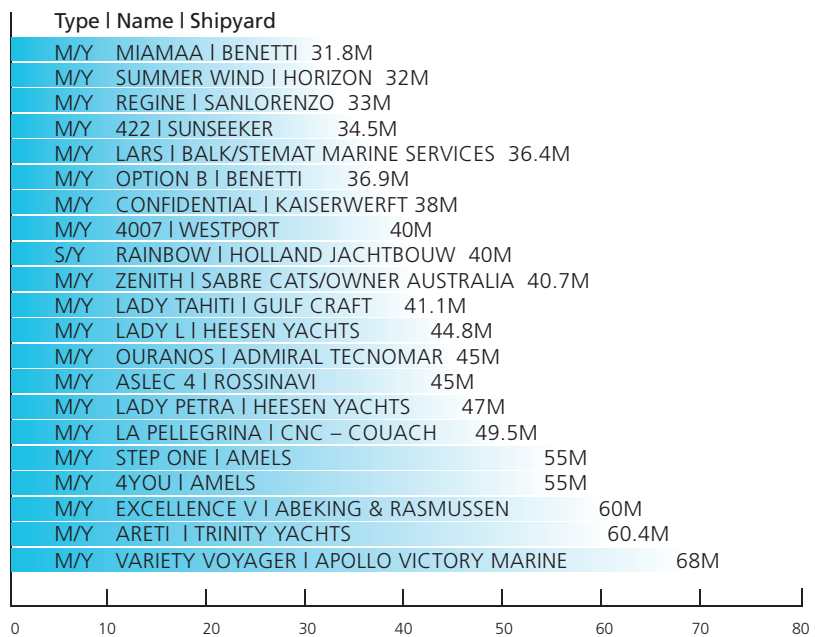 Type | Name | Shipyard
M/Y MIAMAA | BENETTI 31.8M
M/Y SUMMER WIND | HORIZON 32M
M/Y REGINE | SANLORENZO 33M
M/Y 422 | SUNSEEKER 34.5M
M/Y LARS | BALK/STEMAT MARINE SERVICES 36.4M
M/Y OPTION B | BENETTI 36.9M
M/Y CONFIDENTIAL | KAISERWERFT 38M
M/Y 4007 | WESTPORT 40M
S/Y RAINBOW | HOLLAND JACHTBOUW 40M
M/Y ZENITH | SABRE CATS/OWNER AUSTRALIA 40.7M
M/Y LADY TAHITI | GULF CRAFT 41.1M
M/Y LADY L | HEESEN YACHTS 44.8M
M/Y OURANOS | ADMIRAL TECNOMAR 45M
M/Y ASLEC 4 | ROSSINAVI 45M
M/Y LADY PETRA | HEESEN YACHTS 47M
M/Y LA PELLEGRINA | CNC – COUACH 49.5M
M/Y STEP ONE | AMELS 55M
M/Y 4YOU | AMELS 55M
M/Y EXCELLENCE V | ABEKING & RASMUSSEN 60M
M/Y ARETI | TRINITY YACHTS 60.4M
M/Y VARIETY VOYAGER | APOLLO VICTORY MARINE 68M
0 10 20 30 40 50 60 70 80